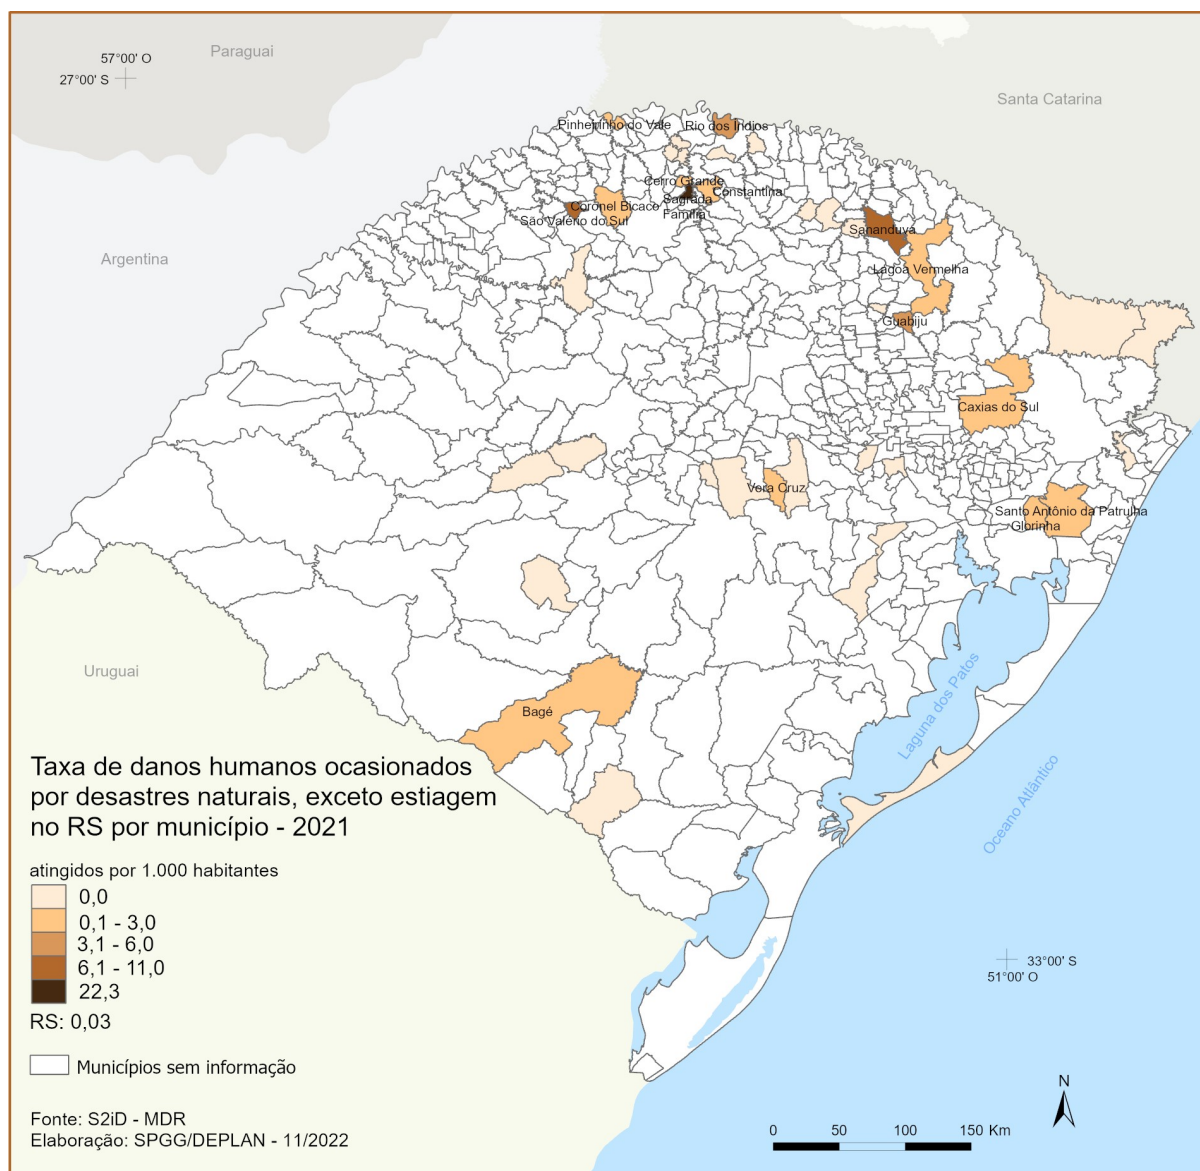 Paraguai
57°00' O
27°00' S
Santa Catarina
Pinheirinho do Vale
Rio dos Índios
Cerro Grande
Constantina
Sagrada
Família
Coronel Bicaco
São Valério do Sul
Sananduva
Argentina
Lagoa Vermelha
Guabiju
Caxias do Sul
Vera Cruz
Santo Antônio da Patrulha
Glorinha
Uruguai
Bagé
Laguna dos Patos
Oceano Atlântico
Taxa de danos humanos ocasionados
por desastres naturais, exceto estiagem
no RS por município - 2021
atingidos por 1.000 habitantes
0,0
0,1 - 3,0
3,1 - 6,0
6,1 - 11,0
22,3
RS: 0,03
Municípios sem informação
33°00' S
51°00' O
Fonte: S2iD - MDR
Elaboração: SPGG/DEPLAN - 11/2022
N
0 50 100 150 Km